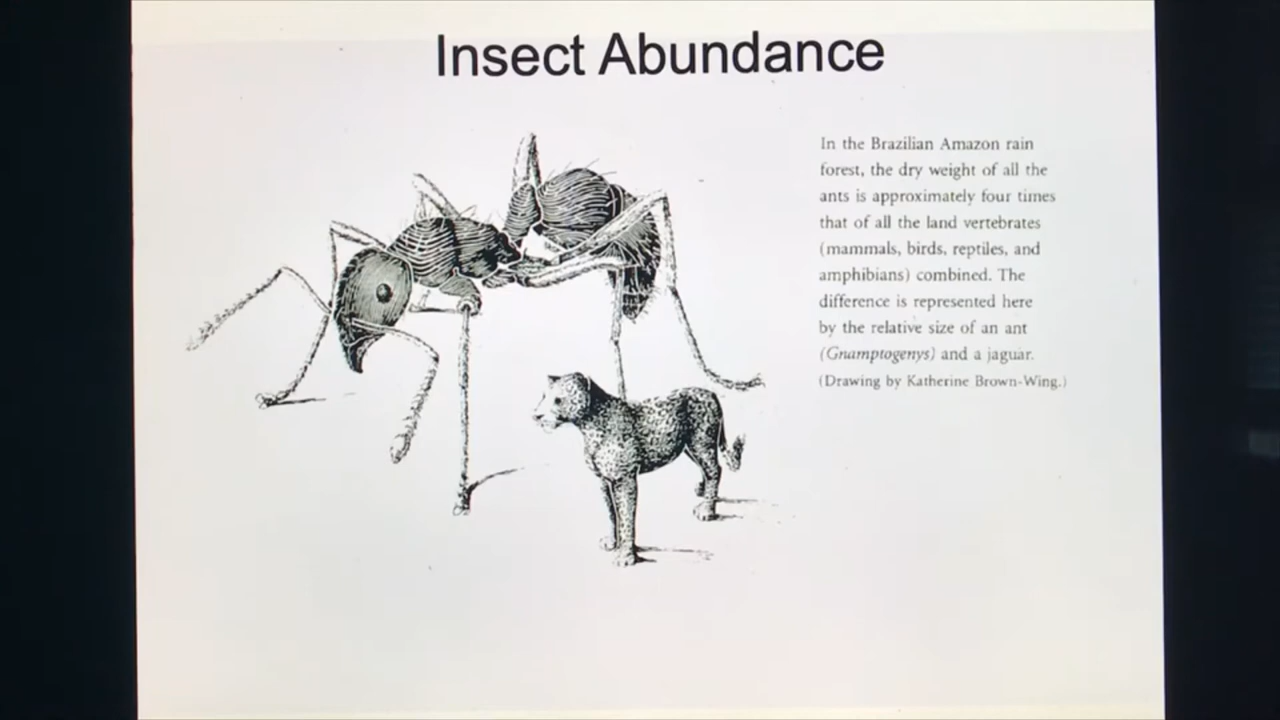 Insect Abundance
In the Brazilian Amazon rain
forest, the dry weight of all the
ants is approximately four times
that of all the land vertebrates
(mammals, birds, reptiles, and
amphibians) combined. The
difference is represented here
by the relative size of an ant
(Gnamptogenys) and a jaguar.
(Drawing by Katherine Brown-Wing.)